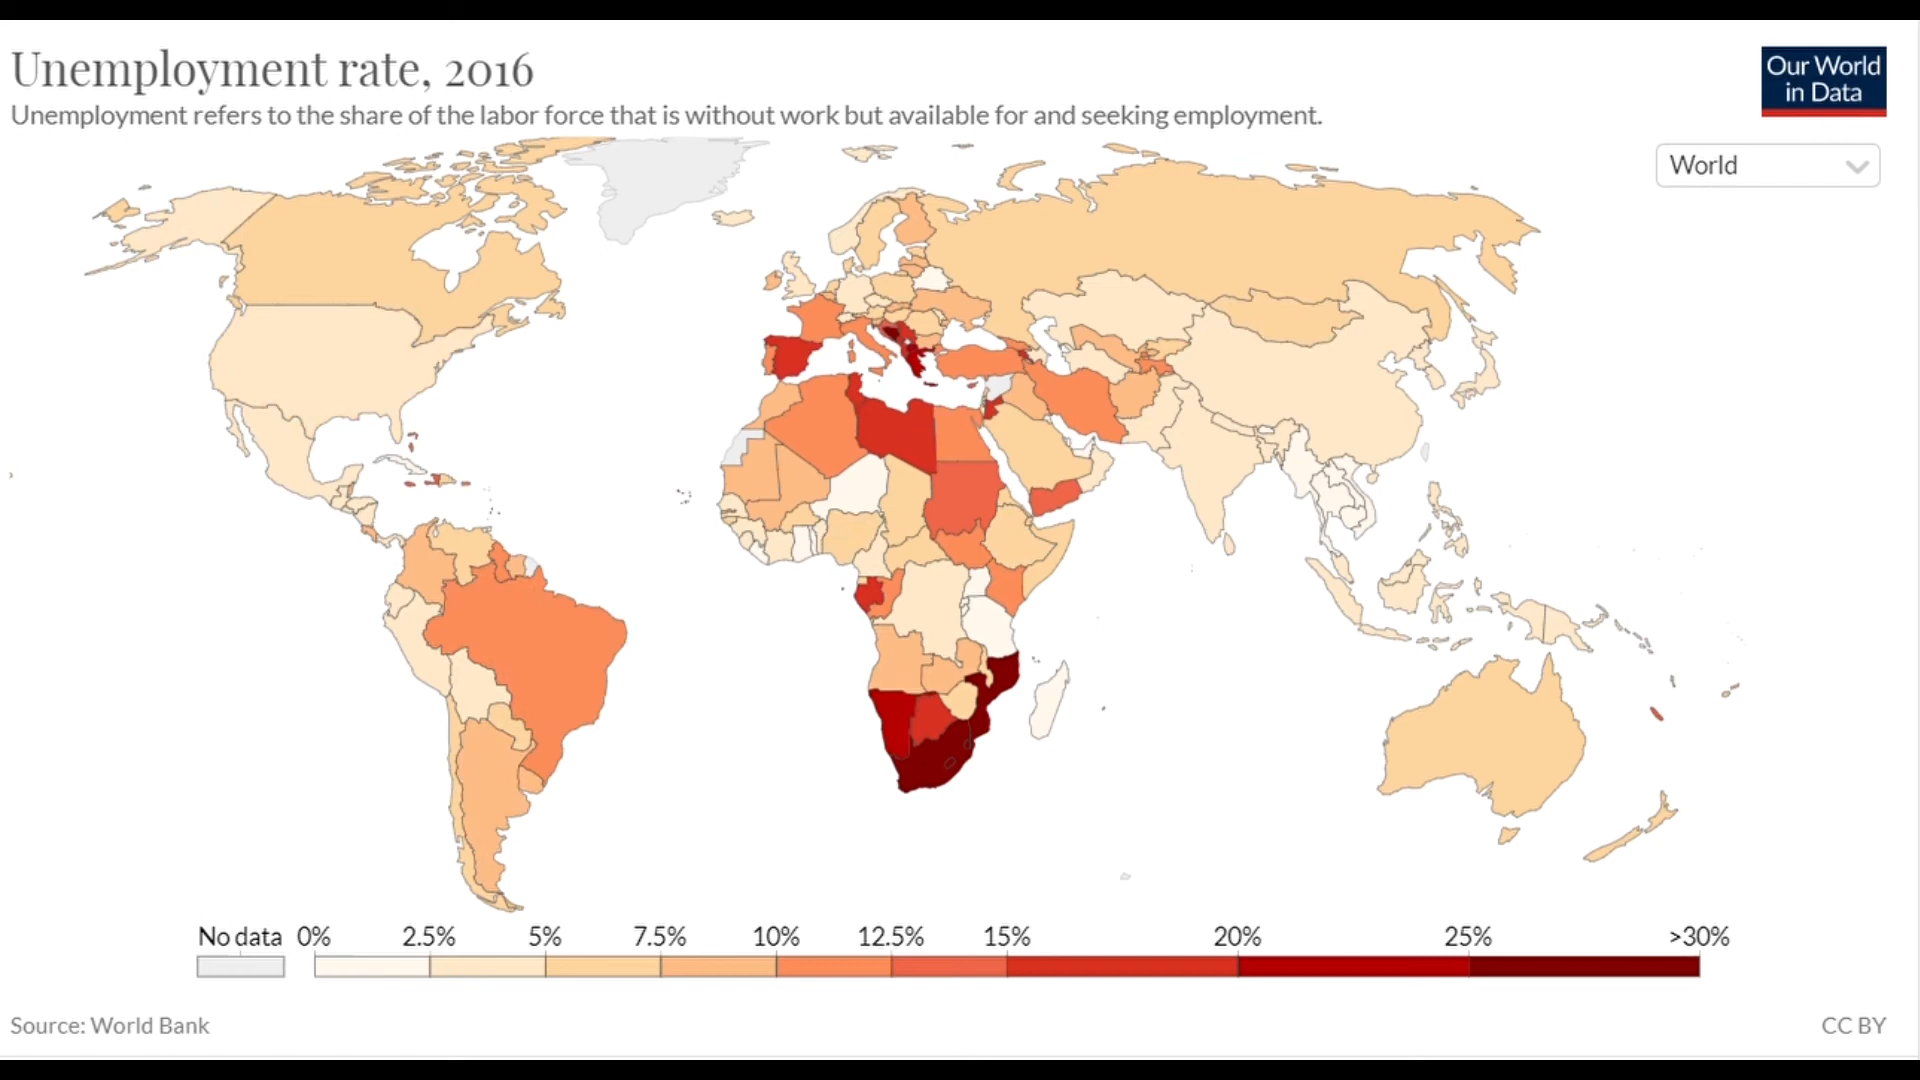 Unemployment rate, 2016
Unemployment refers to the share of the labor force that is without work but available for and seeking employment.
Our World
in Data
World
No data 0% 2.5% 5% 7.5% 10% 12.5% 15% 20% 25% >30%
Source: World Bank
CC BY